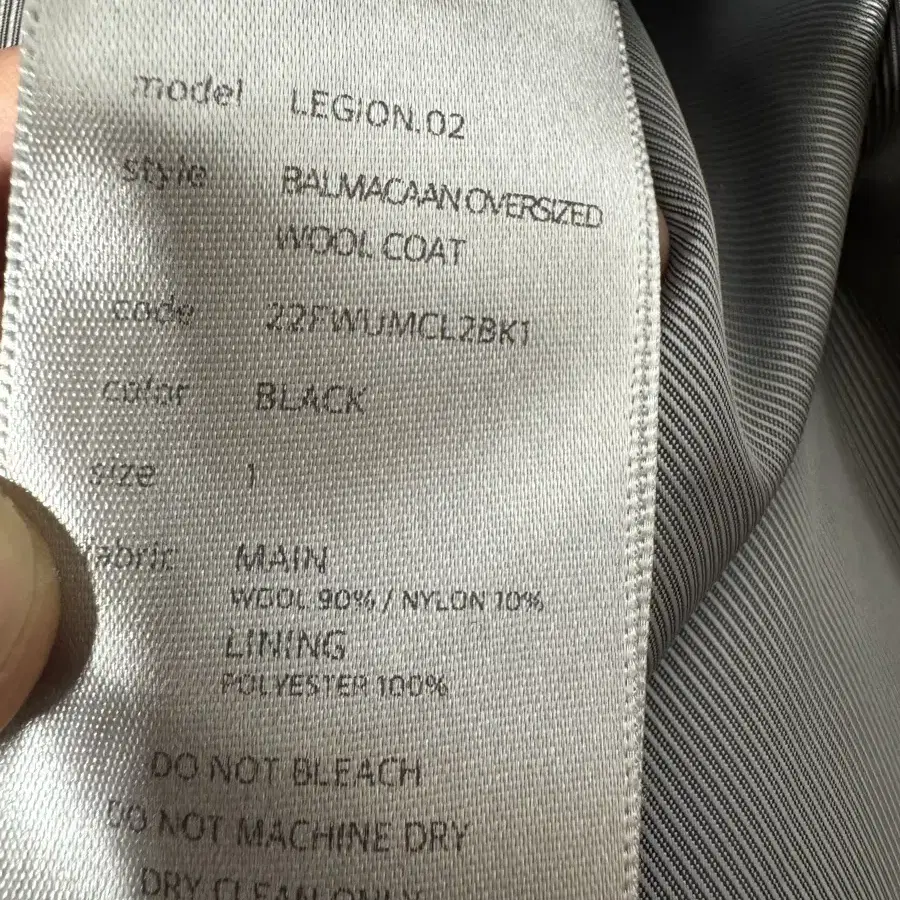 model LEGION.02
style BALMACAAN OVERSIZED
WOOL COAT
code 22FWUMCL2BK1
color BLACK
size 1
fabric MAIN
WOOL 90% / NYLON 10%
LINING
POLYESTER 100%
DO NOT BLEACH
DO NOT MACHINE DRY
DRY CLEAN ONLY